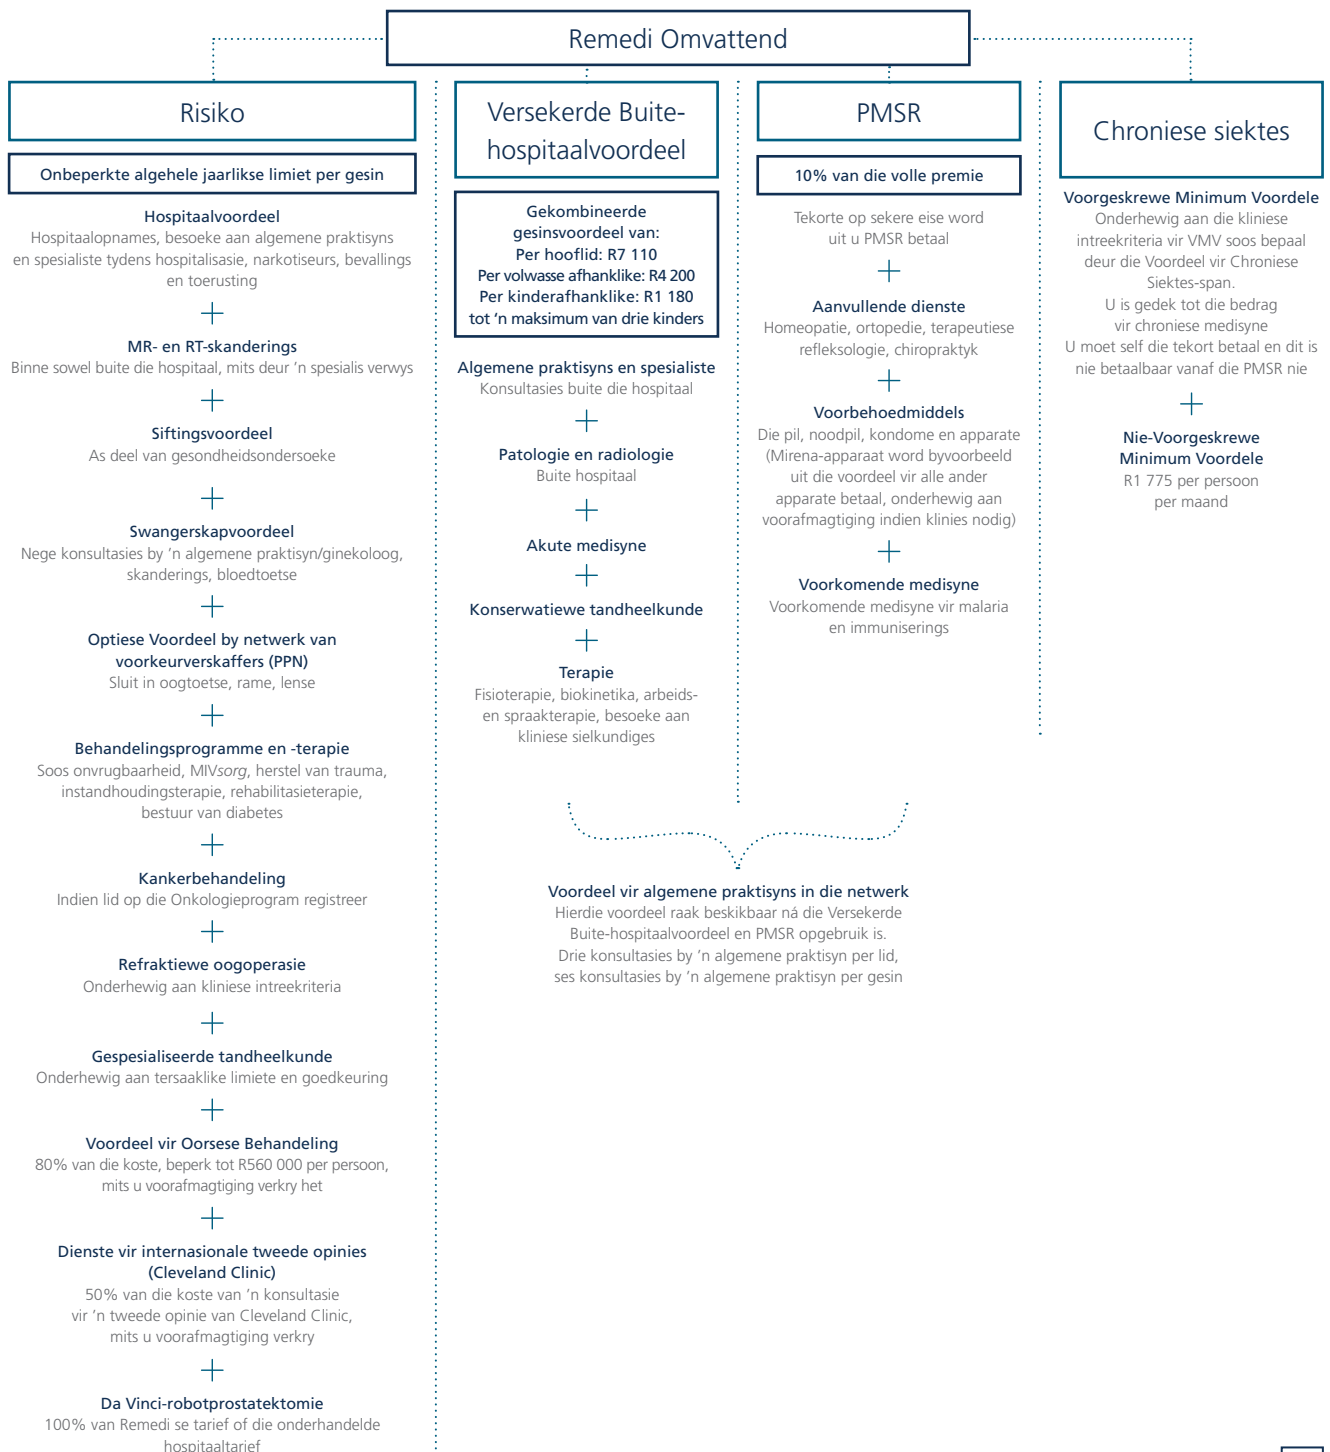 Remedi Omvattend
Risiko
Onbeperkte algehele jaarlikse limiet per gesin
Hospitaalvoordeel
Hospitaalopnames, besoeke aan algemene praktisyns
en spesialiste tydens hospitalisasie, narkotiseurs, bevallings
en toerusting
+
MR- en RT-skanderings
Binne sowel buite die hospitaal, mits deur ’n spesialis verwys
+
Siftingsvoordeel
As deel van gesondheidsondersoeke
+
Swangerskapvoordeel
Nege konsultasies by ’n algemene praktisyn/ginekoloog,
skanderings, bloedtoetse
+
Optiese Voordeel by netwerk van
voorkeurverskaffers (PPN)
Sluit in oogtoetse, rame, lense
+
Behandelingsprogramme en -terapie
Soos onvrugbaarheid, MIVsorg, herstel van trauma,
instandhoudingsterapie, rehabilitasieterapie,
bestuur van diabetes
+
Kankerbehandeling
Indien lid op die Onkologieprogram registreer
+
Refraktiewe oogoperasie
Onderhewig aan kliniese intreekriteria
+
Gespesialiseerde tandheelkunde
Onderhewig aan tersaaklike limiete en goedkeuring
+
Voordeel vir Oorsese Behandeling
80% van die koste, beperk tot R560 000 per persoon,
mits u voorafmagtiging verkry het
+
Dienste vir internasionale tweede opinies
(Cleveland Clinic)
50% van die koste van ’n konsultasie
vir ’n tweede opinie van Cleveland Clinic,
mits u voorafmagtiging verkry
+
Da Vinci-robotprostatektomie
100% van Remedi se tarief of die onderhandelde
hospitaaltarief
Versekerde Buite-
hospitaalvoordeel
Gekombineerde
gesinsvoordeel van:
Per hooflid: R7 110
Per volwasse afhanklike: R4 200
Per kinderafhanklike: R1 180
tot ‘n maksimum van drie kinders
Algemene praktisyns en spesialiste
Konsultasies buite die hospitaal
+
Patologie en radiologie
Buite hospitaal
+
Akute medisyne
+
Konserwatiewe tandheelkunde
+
Terapie
Fisioterapie, biokinetika, arbeids-
en spraakterapie, besoeke aan
kliniese sielkundiges
PMSR
10% van die volle premie
Tekorte op sekere eise word
uit u PMSR betaal
+
Aanvullende dienste
Homeopatie, ortopedie, terapeutiese
refleksologie, chiropraktyk
+
Voorbehoedmiddels
Die pil, noodpil, kondome en apparate
(Mirena-apparaat word byvoorbeeld
uit die voordeel vir alle ander
apparate betaal, onderhewig aan
voorafmagtiging indien klinies nodig)
+
Voorkomende medisyne
Voorkomende medisyne vir malaria
en immuniserings
Voordeel vir algemene praktisyns in die netwerk
Hierdie voordeel raak beskikbaar ná die Versekerde
Buite-hospitaalvoordeel en PMSR opgebruik is.
Drie konsultasies by ’n algemene praktisyn per lid,
ses konsultasies by ’n algemene praktisyn per gesin
Chroniese siektes
Voorgeskrewe Minimum Voordele
Onderhewig aan die kliniese
intreekriteria vir VMV soos bepaal
deur die Voordeel vir Chroniese
Siektes-span.
U is gedek tot die bedrag
vir chroniese medisyne
U moet self die tekort betaal en dit is
nie betaalbaar vanaf die PMSR nie
+
Nie-Voorgeskrewe
Minimum Voordele
R1 775 per persoon
per maand